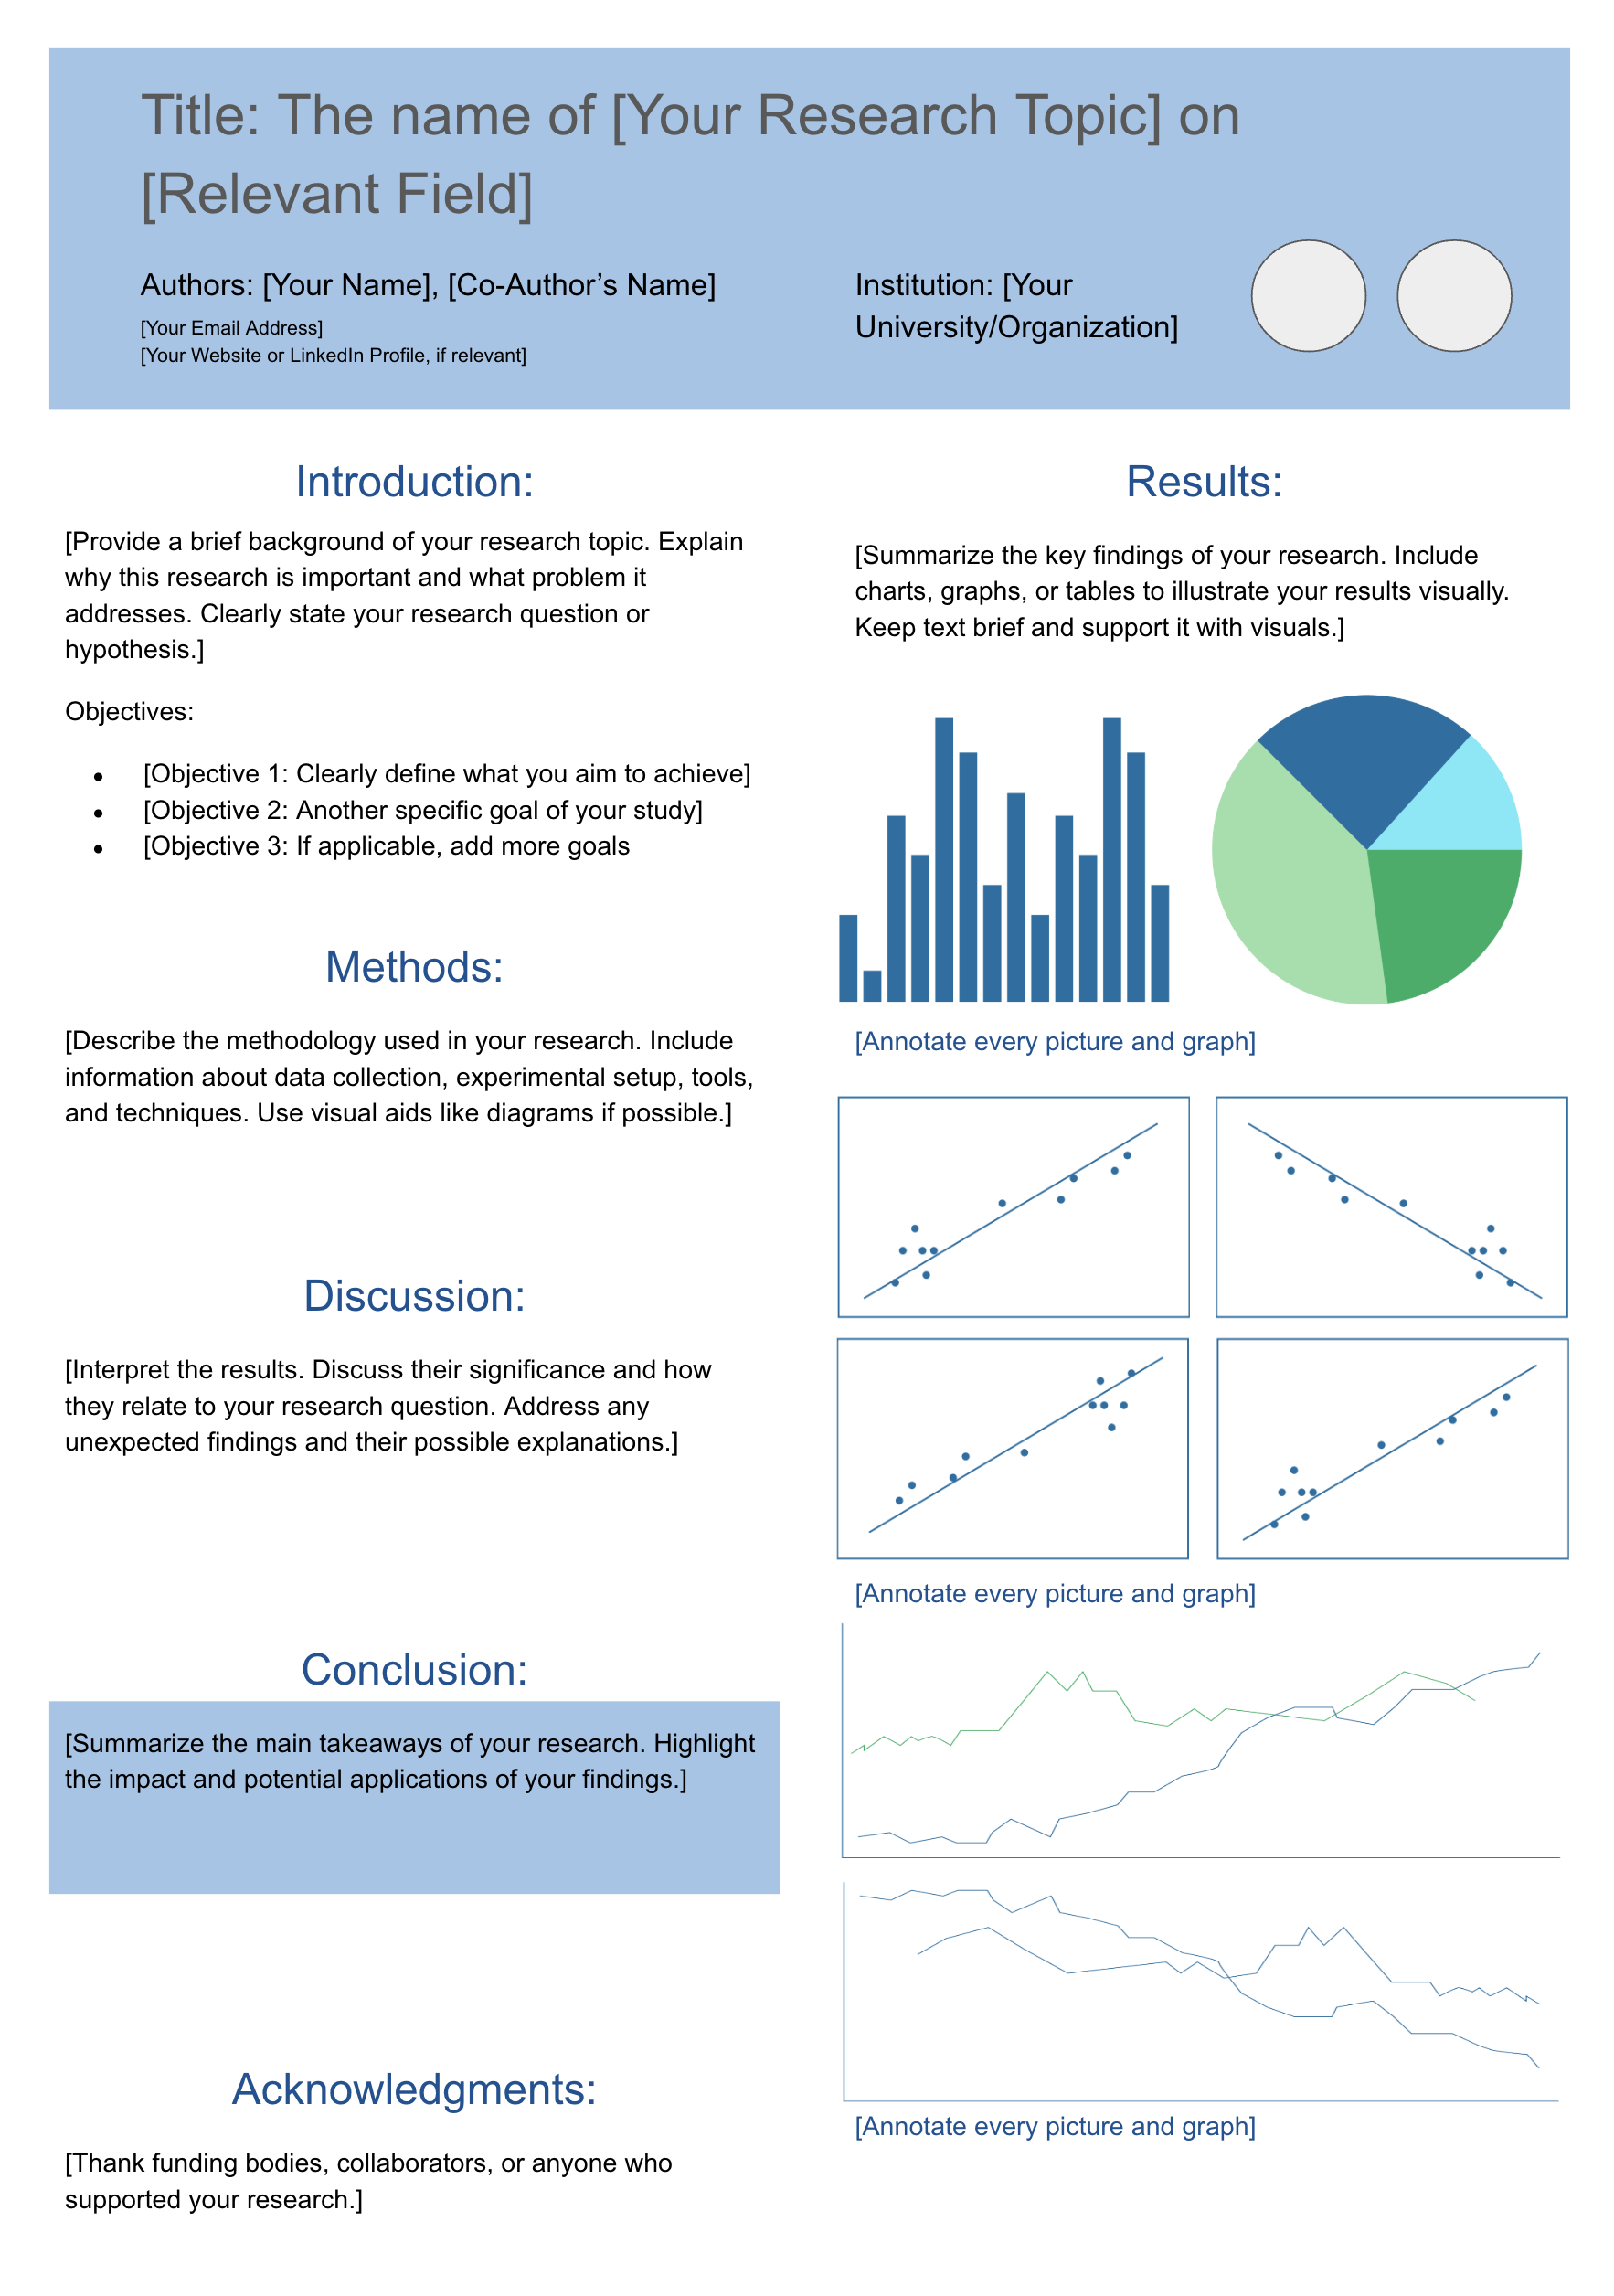 Title: The name of [Your Research Topic] on
[Relevant Field]
Authors: [Your Name], [Co-Author’s Name]
[Your Email Address]
[Your Website or LinkedIn Profile, if relevant]
Institution: [Your
University/Organization]
Introduction:
[Provide a brief background of your research topic. Explain
why this research is important and what problem it
addresses. Clearly state your research question or
hypothesis.]
Objectives:
● [Objective 1: Clearly define what you aim to achieve]
● [Objective 2: Another specific goal of your study]
● [Objective 3: If applicable, add more goals
Methods:
[Describe the methodology used in your research. Include
information about data collection, experimental setup, tools,
and techniques. Use visual aids like diagrams if possible.]
Discussion:
[Interpret the results. Discuss their significance and how
they relate to your research question. Address any
unexpected findings and their possible explanations.]
Conclusion:
[Summarize the main takeaways of your research. Highlight
the impact and potential applications of your findings.]
Acknowledgments:
[Thank funding bodies, collaborators, or anyone who
supported your research.]
Results:
[Summarize the key findings of your research. Include
charts, graphs, or tables to illustrate your results visually.
Keep text brief and support it with visuals.]
[Annotate every picture and graph]
[Annotate every picture and graph]
[Annotate every picture and graph]